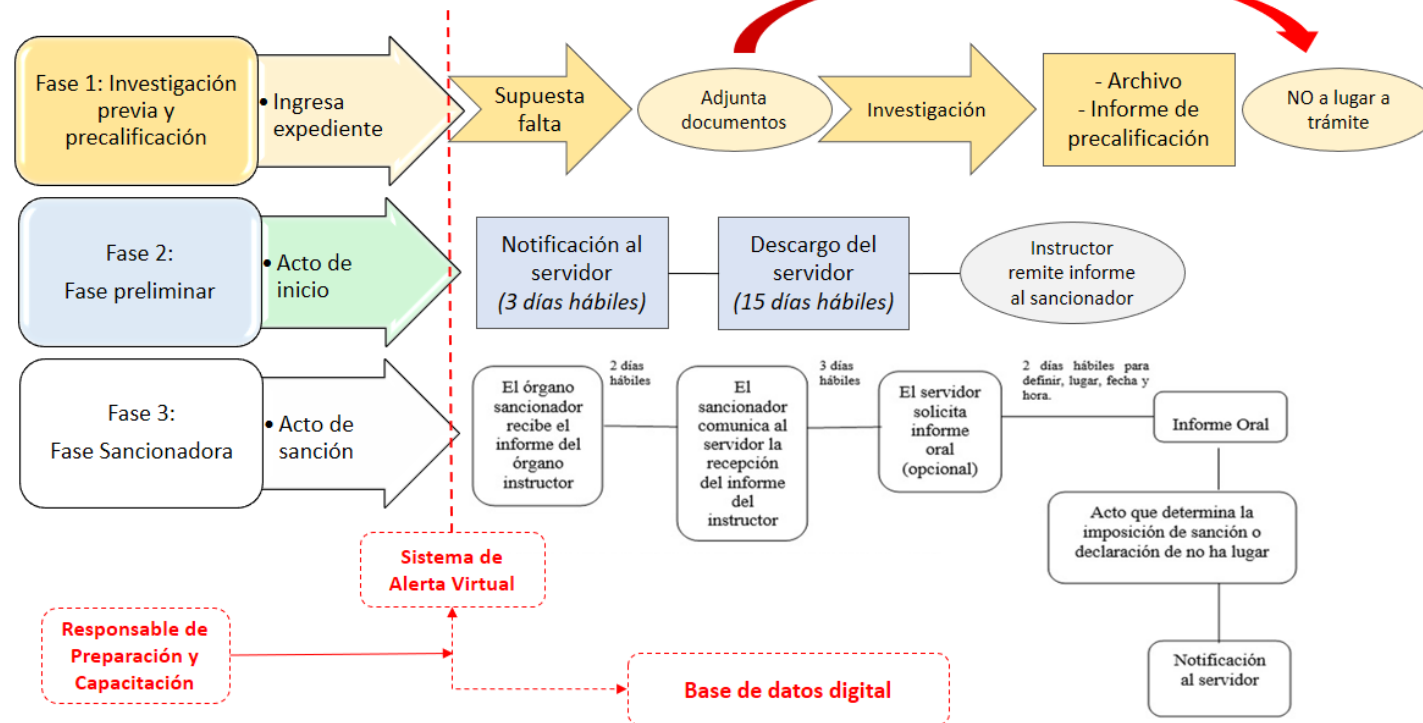 Fase 1: Investigación
previa y
precalificación
• Ingresa
expediente
Supuesta
falta
Adjunta
documentos
Investigación
- Archivo
- Informe de
precalificación
NO a lugar a
trámite
Fase 2:
Fase preliminar
• Acto de
inicio
Notificación al
servidor
(3 días hábiles)
Descargo del
servidor
(15 días hábiles)
Instructor
remite informe
al sancionador
Fase 3:
Fase Sancionadora
• Acto de
sanción
El órgano
sancionador
recibe el
informe del
órgano
instructor
2 días
hábiles
El
sancionador
comunica al
servidor la
recepción
del informe
del
instructor
3 días
hábiles
El servidor
solicita
informe
oral
(opcional)
2 días hábiles para
definir, lugar, fecha y
hora.
Informe Oral
Acto que determina la
imposición de sanción o
declaración de no ha lugar
Notificación
al servidor
Sistema de
Alerta Virtual
Responsable de
Preparación y
Capacitación
Base de datos digital